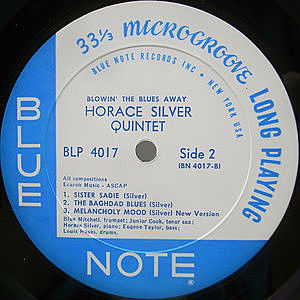 33⅓ MICROGROOVE LONG PLAYING
BLUE NOTE RECORDS INC • NEW YORK USA
BLOWIN' THE BLUES AWAY
HORACE SILVER
QUINTET
BLP 4017 Side 2
(BN 4017-B)
All compositions
Ecaroh Music - ASCAP
1. SISTER SADIE (Silver)
2. THE BAGHDAD BLUES (Silver)
3. MELANCHOLY MOOD (Silver) New Version
Blue Mitchell, trumpet; Junior Cook, tenor sax;
Horace Silver, piano; Eugene Taylor, bass;
Louis Hayes, drums.
BLUE
NOTE